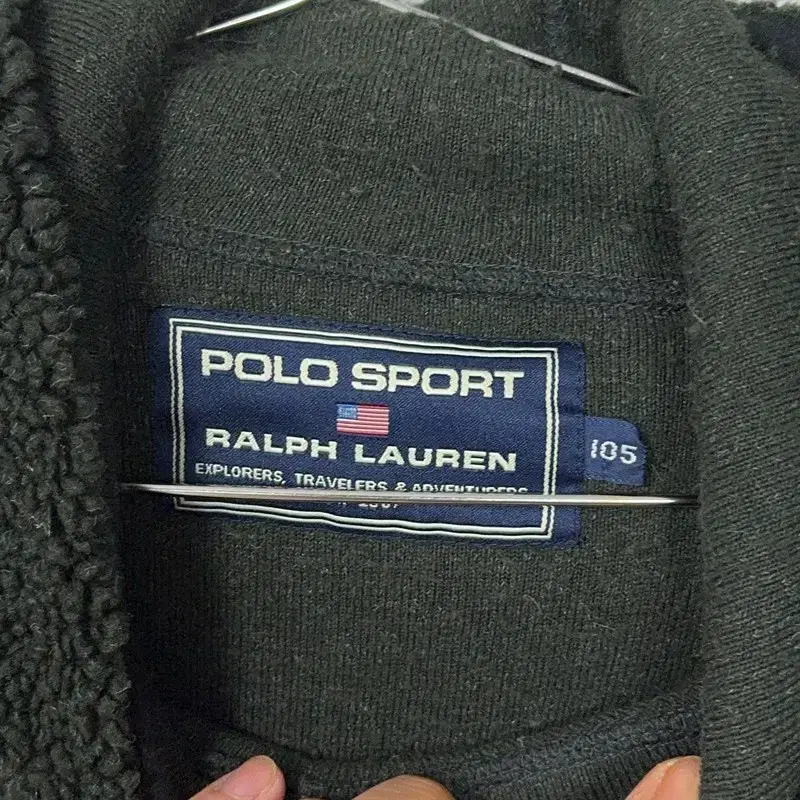 POLO SPORT
RALPH LAUREN
105
EXPLORERS, TRAVELERS & ADVENTURERS